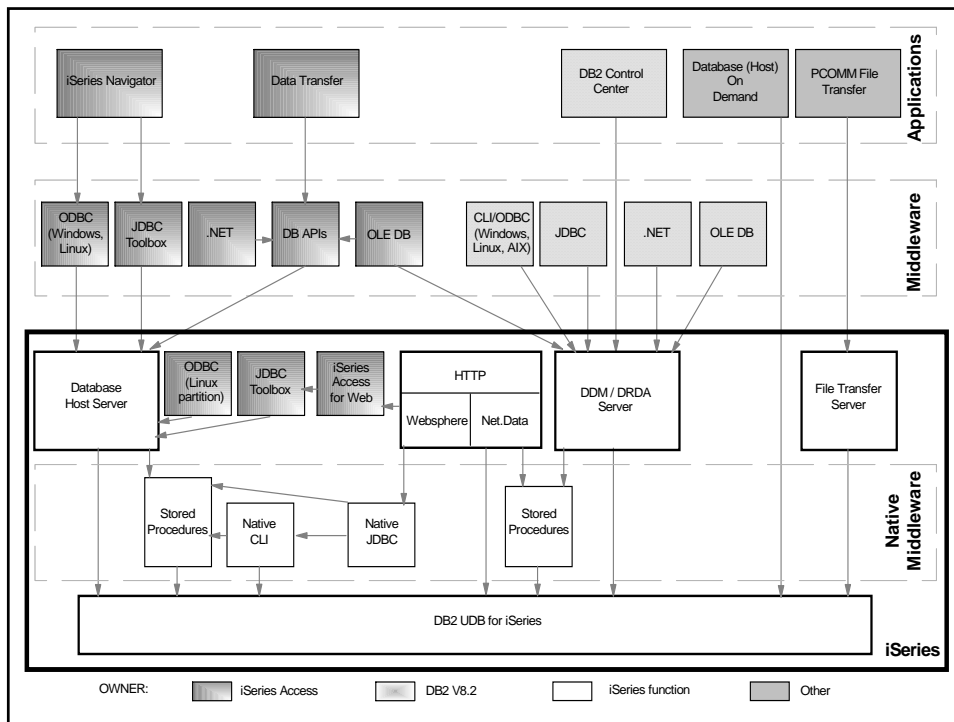 iSeries Navigator
Data Transfer
DB2 Control
Center
Database (Host)
On
Demand
PCOMM File
Transfer
Applications
ODBC
(Windows,
Linux)
JDBC
Toolbox
.NET
DB APIs
OLE DB
CLI/ODBC
(Windows,
Linux, AIX)
JDBC
.NET
OLE DB
Middleware
Database
Host Server
ODBC
(Linux
partition)
JDBC
Toolbox
iSeries
Access
for Web
HTTP
Websphere
Net.Data
DDM / DRDA
Server
File Transfer
Server
Stored
Procedures
Native
CLI
Native
JDBC
Stored
Procedures
Native
Middleware
DB2 UDB for iSeries
iSeries
OWNER:
iSeries Access
DB2 V8.2
iSeries function
Other